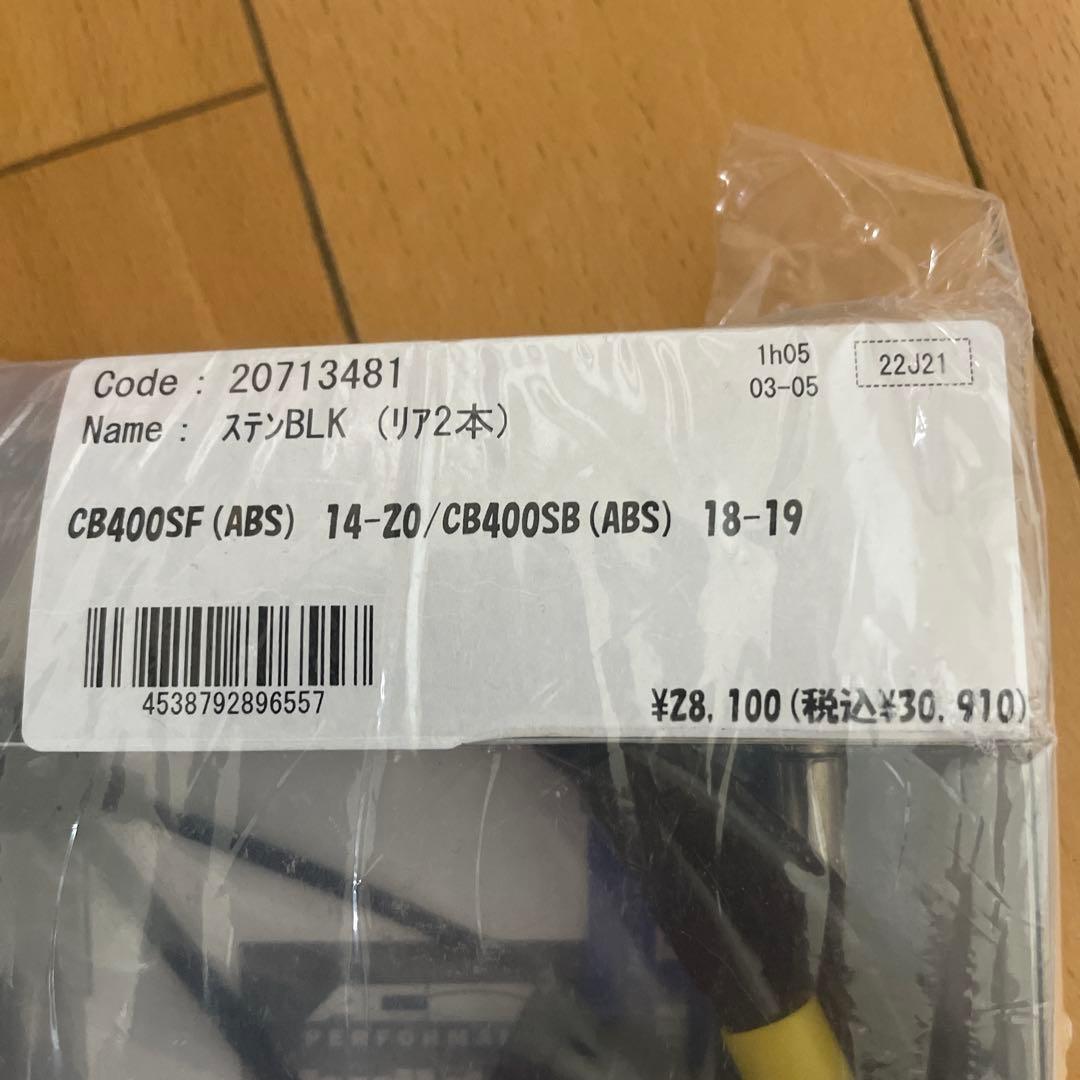 Code : 20713481
1h05
03-05
22J21
Name : ｽﾃﾝBLK (ﾘｱ2本)
CB400SF(ABS) 14-20/CB400SB(ABS) 18-19
4538792896557
¥28,100(税込¥30,910)